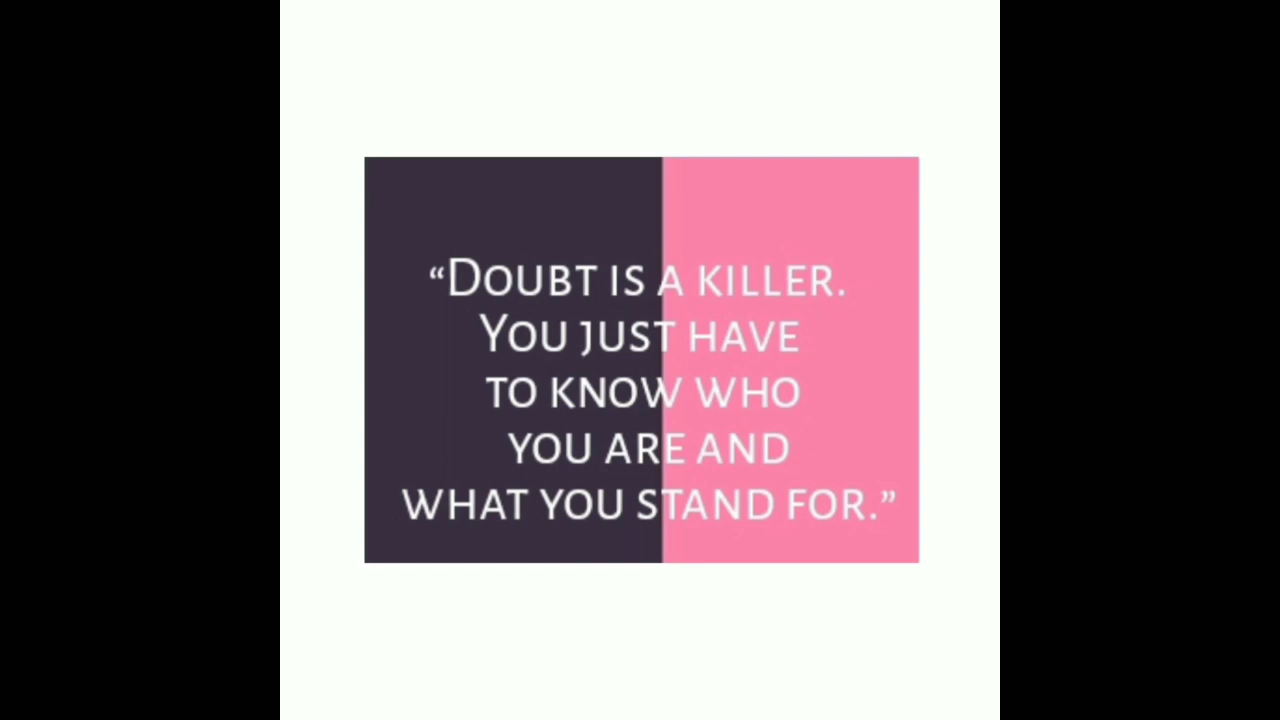 “Doubt is a killer.
You just have
to know who
you are and
what you stand for.”